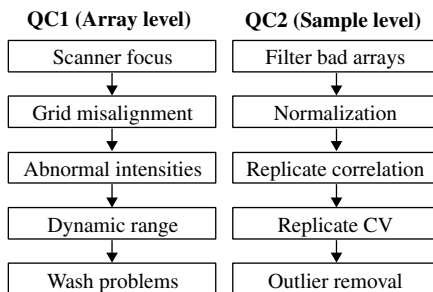 QC1 (Array level)
Scanner focus
Grid misalignment
Abnormal intensities
Dynamic range
Wash problems
QC2 (Sample level)
Filter bad arrays
Normalization
Replicate correlation
Replicate CV
Outlier removal